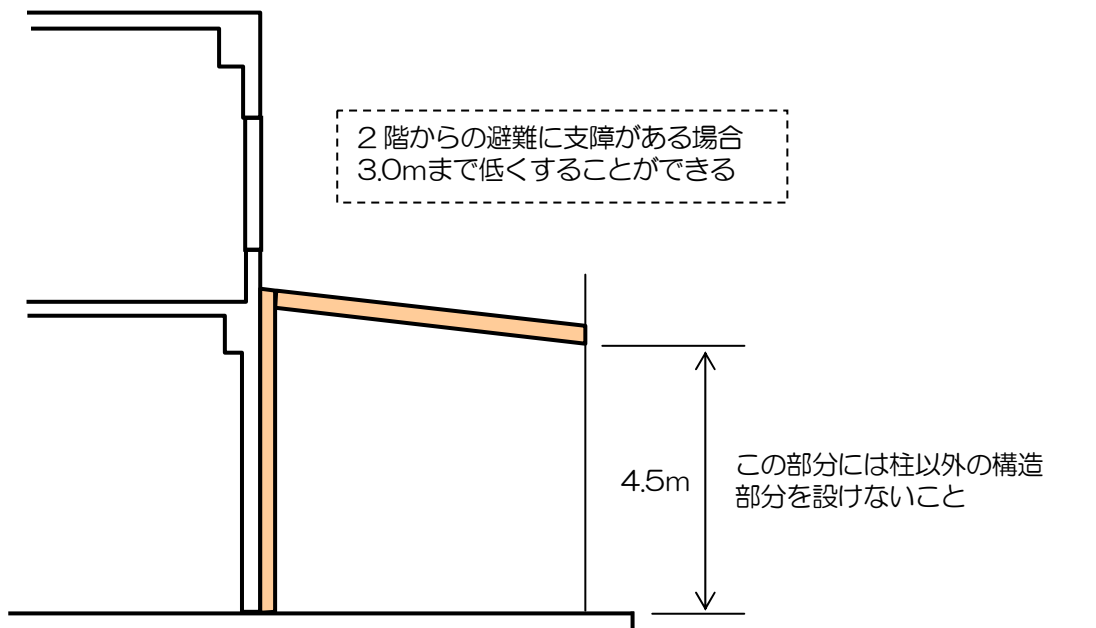 2階からの避難に支障がある場合
3.0mまで低くすることができる
4.5m
この部分には柱以外の構造
部分を設けないこと